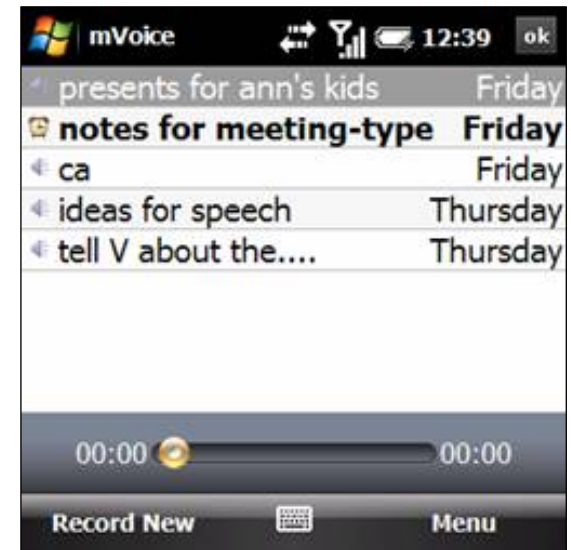 mVoice 12:39 ok
presents for ann's kids Friday
notes for meeting-type Friday
ca Friday
ideas for speech Thursday
tell V about the.... Thursday
00:00 00:00
Record New Menu